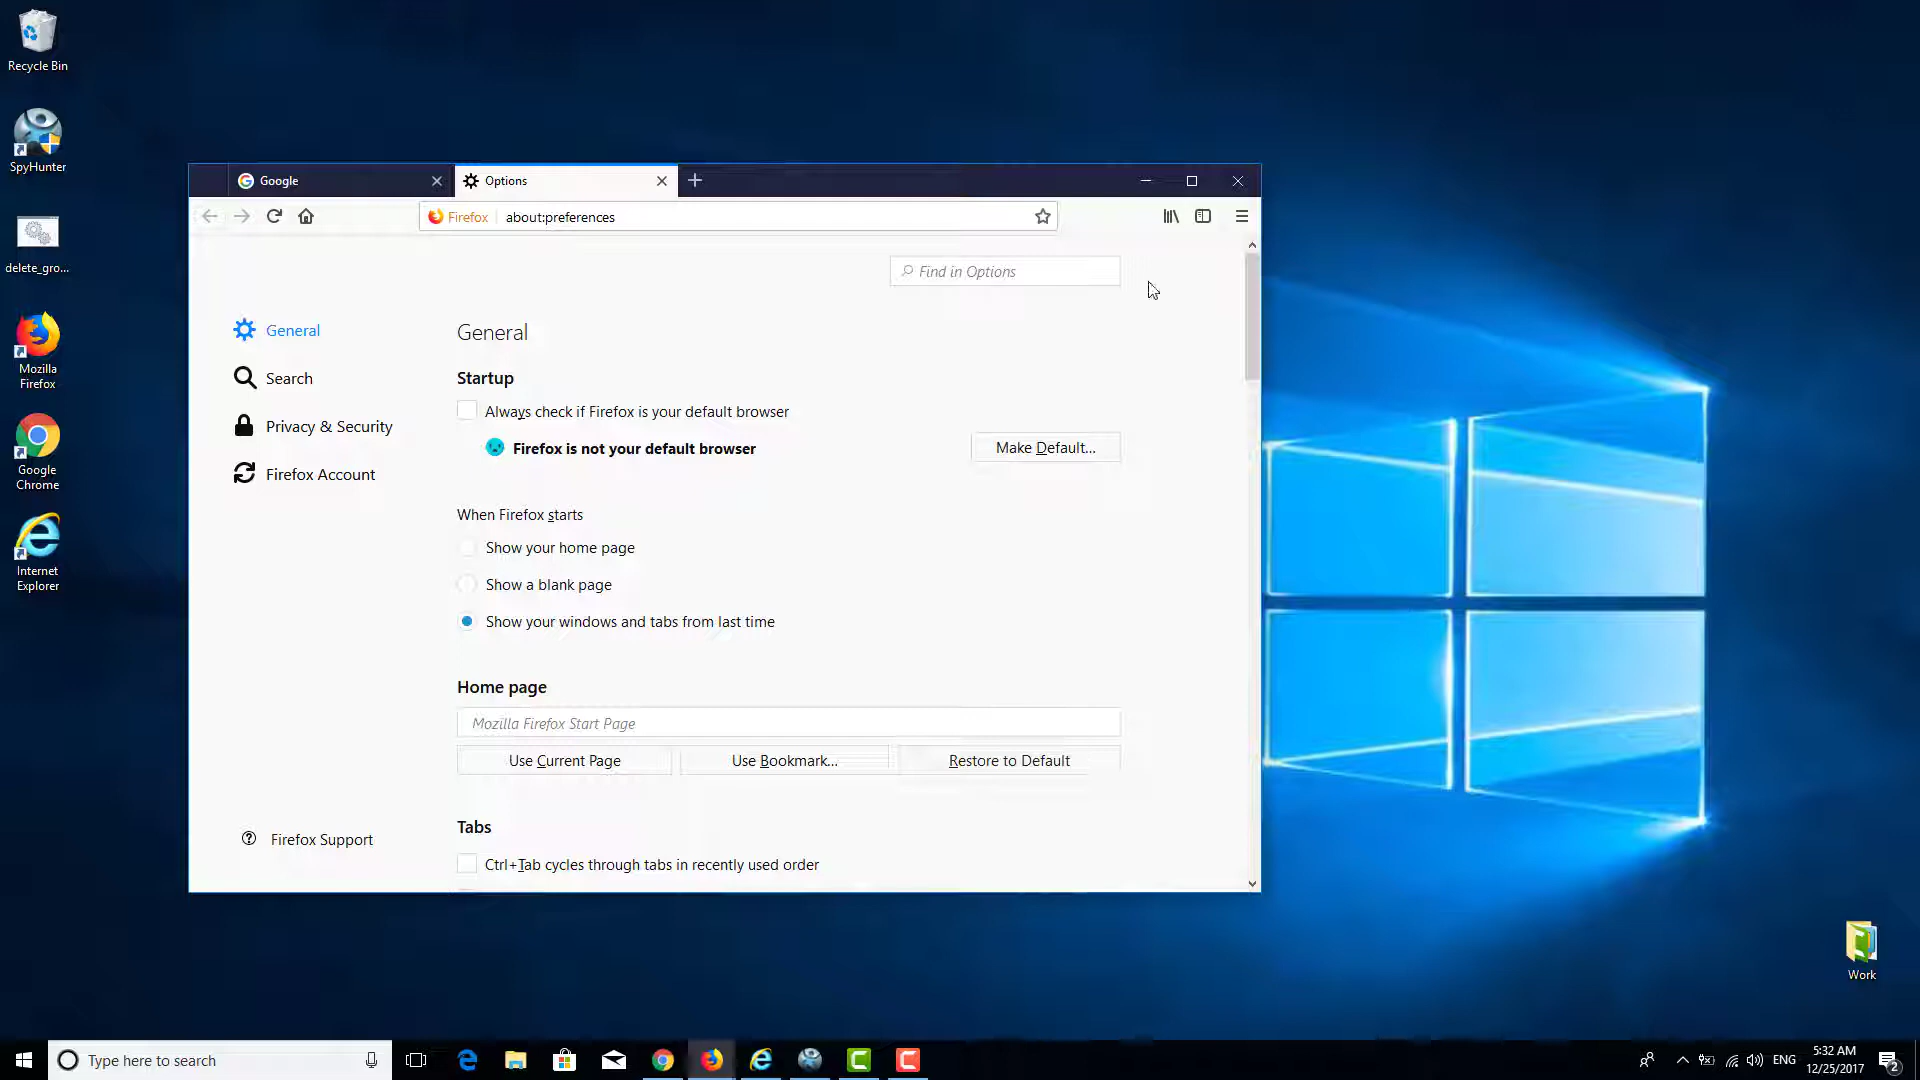 Recycle Bin
SpyHunter
delete_gro...
Mozilla
Firefox
Google
Chrome
Internet
Explorer
Google
Options
Firefox
about:preferences
Find in Options
General
Search
Privacy & Security
Firefox Account
Firefox Support
General
Startup
Always check if Firefox is your default browser
Firefox is not your default browser
Make Default...
When Firefox starts
Show your home page
Show a blank page
Show your windows and tabs from last time
Home page
Mozilla Firefox Start Page
Use Current Page
Use Bookmark...
Restore to Default
Tabs
Ctrl+Tab cycles through tabs in recently used order
Work
Type here to search
ENG
5:32 AM
12/25/2017
2